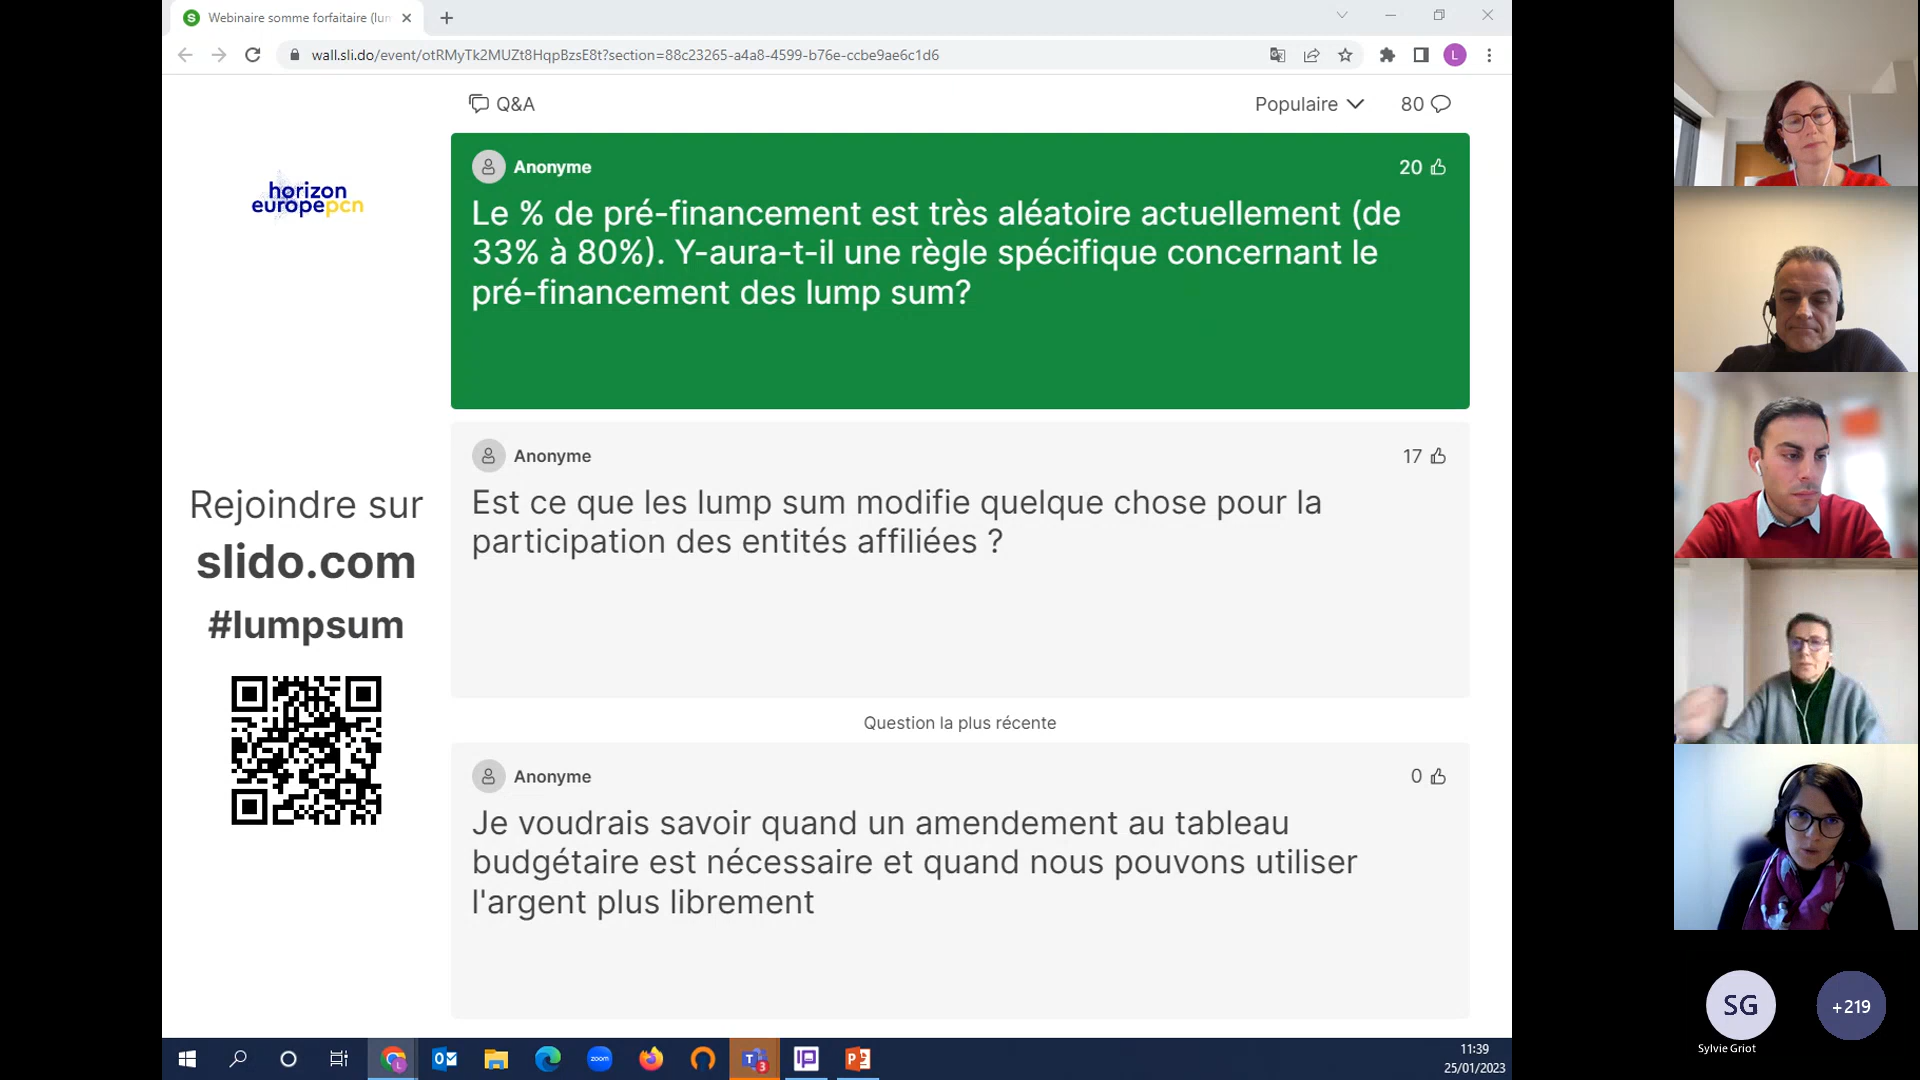 Webinaire somme forfaitaire (lun
wall.sli.do/event/otRMyTk2MUZt8HqpBzsE8t?section=88c23265-a4a8-4599-b76e-ccbe9ae6c1d6
L
Q&A
Populaire
80
horizon
europepcn
Rejoindre sur
slido.com
#lumpsum
Anonyme
20
Le % de pré-financement est très aléatoire actuellement (de
33% à 80%). Y-aura-t-il une règle spécifique concernant le
pré-financement des lump sum?
Anonyme
17
Est ce que les lump sum modifie quelque chose pour la
participation des entités affiliées ?
Question la plus récente
Anonyme
0
Je voudrais savoir quand un amendement au tableau
budgétaire est nécessaire et quand nous pouvons utiliser
l'argent plus librement
zoom
3
11:39
25/01/2023
SG
Sylvie Griot
+219